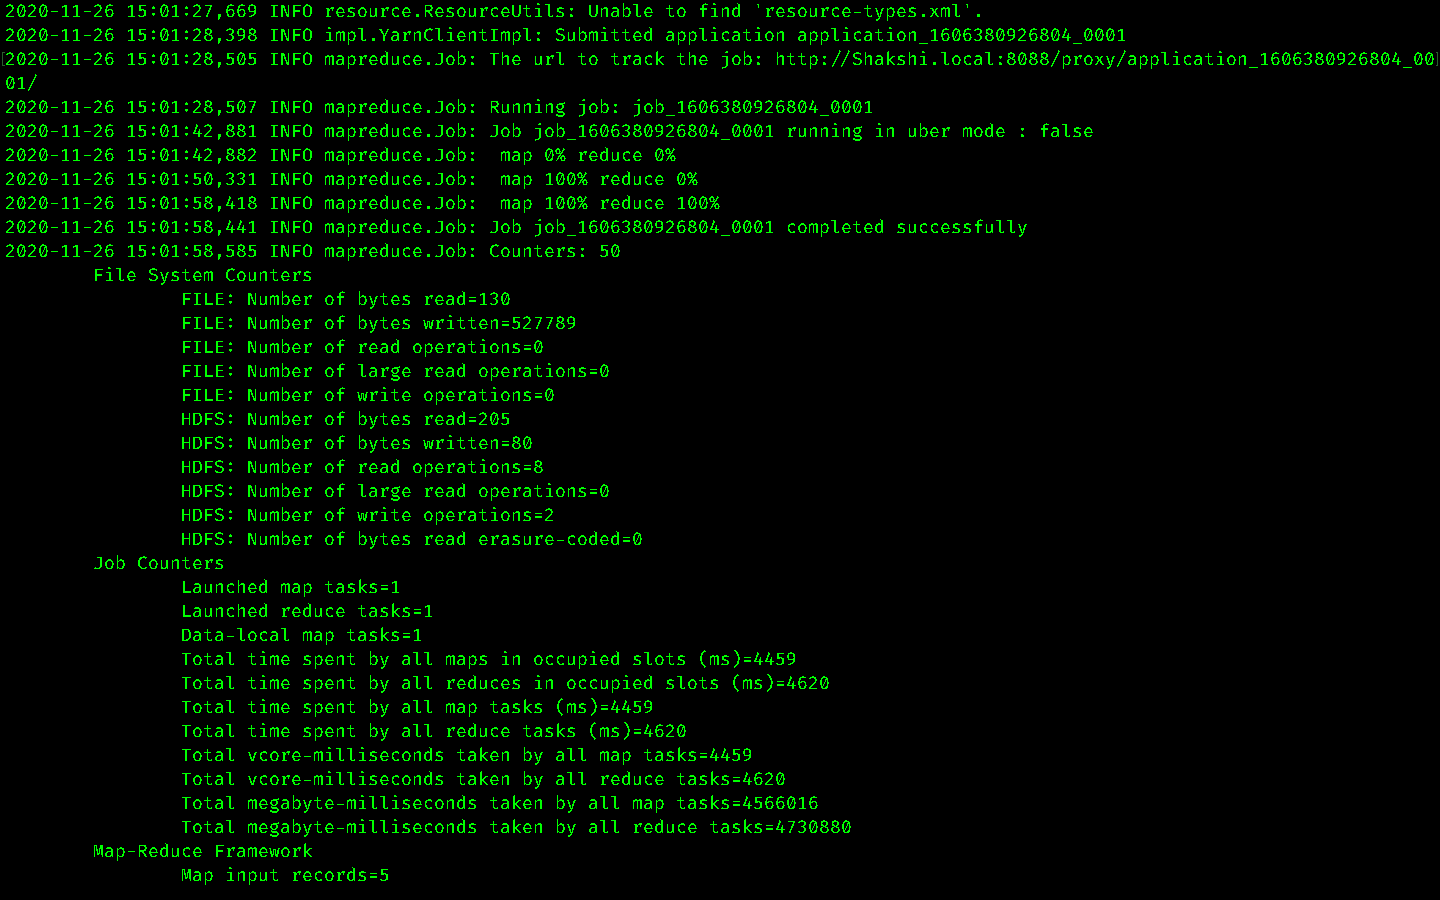 2020-11-26 15:01:27,669 INFO resource.ResourceUtils: Unable to find 'resource-types.xml'.
2020-11-26 15:01:28,398 INFO impl.YarnClientImpl: Submitted application application_1606380926804_0001
[2020-11-26 15:01:28,505 INFO mapreduce.Job: The url to track the job: http://Shakshi.local:8088/proxy/application_1606380926804_00]
01/
2020-11-26 15:01:28,507 INFO mapreduce.Job: Running job: job_1606380926804_0001
2020-11-26 15:01:42,881 INFO mapreduce.Job: Job job_1606380926804_0001 running in uber mode : false
2020-11-26 15:01:42,882 INFO mapreduce.Job:  map 0% reduce 0%
2020-11-26 15:01:50,331 INFO mapreduce.Job:  map 100% reduce 0%
2020-11-26 15:01:58,418 INFO mapreduce.Job:  map 100% reduce 100%
2020-11-26 15:01:58,441 INFO mapreduce.Job: Job job_1606380926804_0001 completed successfully
2020-11-26 15:01:58,585 INFO mapreduce.Job: Counters: 50
File System Counters
FILE: Number of bytes read=130
FILE: Number of bytes written=527789
FILE: Number of read operations=0
FILE: Number of large read operations=0
FILE: Number of write operations=0
HDFS: Number of bytes read=205
HDFS: Number of bytes written=80
HDFS: Number of read operations=8
HDFS: Number of large read operations=0
HDFS: Number of write operations=2
HDFS: Number of bytes read erasure-coded=0
Job Counters
Launched map tasks=1
Launched reduce tasks=1
Data-local map tasks=1
Total time spent by all maps in occupied slots (ms)=4459
Total time spent by all reduces in occupied slots (ms)=4620
Total time spent by all map tasks (ms)=4459
Total time spent by all reduce tasks (ms)=4620
Total vcore-milliseconds taken by all map tasks=4459
Total vcore-milliseconds taken by all reduce tasks=4620
Total megabyte-milliseconds taken by all map tasks=4566016
Total megabyte-milliseconds taken by all reduce tasks=4730880
Map-Reduce Framework
Map input records=5